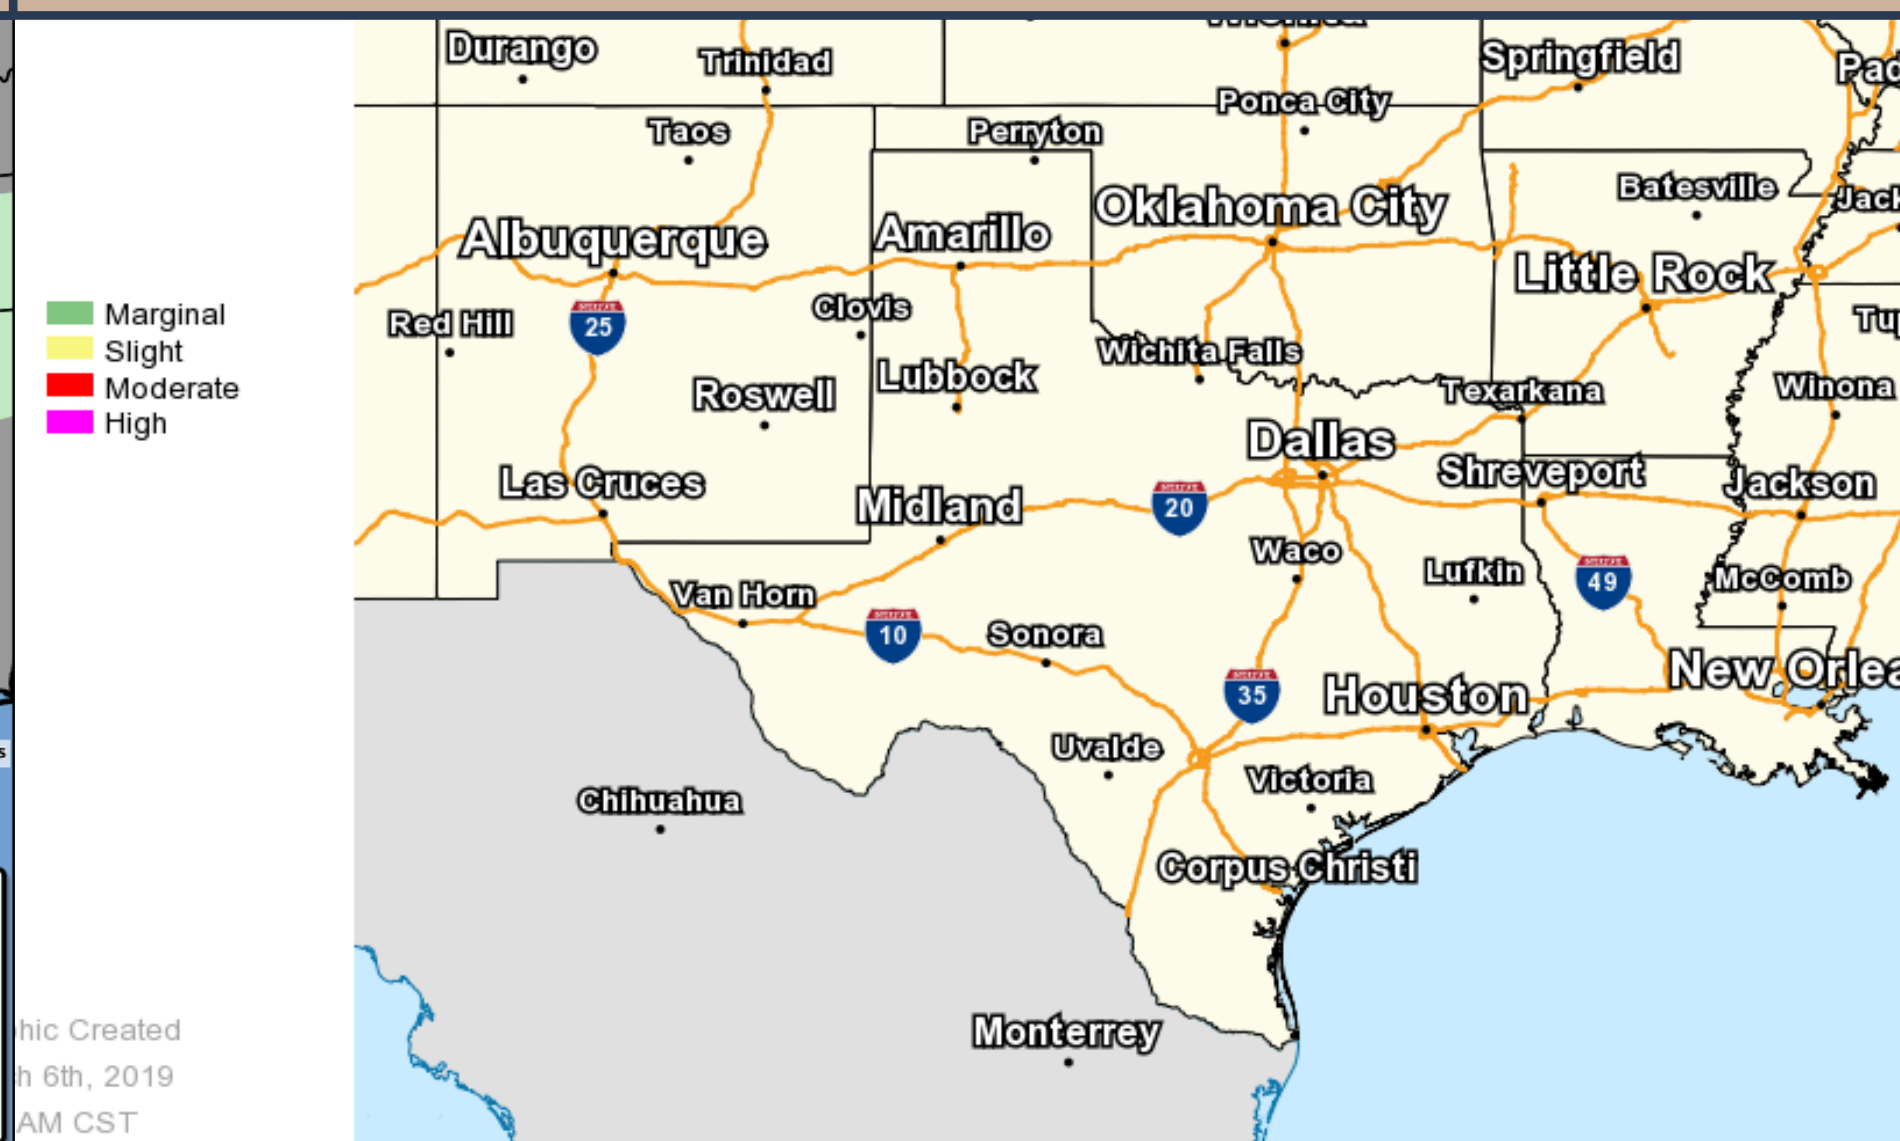 Durango
Trinidad
Springfield
Ponca City
Taos
Perryton
Batesville
Oklahoma City
Albuquerque
Amarillo
Little Rock
Clovis
Red Hill
25
Marginal
Slight
Moderate
High
Wichita Falls
Lubbock
Roswell
Texarkana
Winona
Dallas
Shreveport
Jackson
Las Cruces
Midland
20
Waco
Lufkin
49
McComb
Van Horn
10
Sonora
New
35
Houston
Uvalde
Victoria
Chihuahua
Corpus Christi
Monterrey
Created
6th, 2019
AM CST